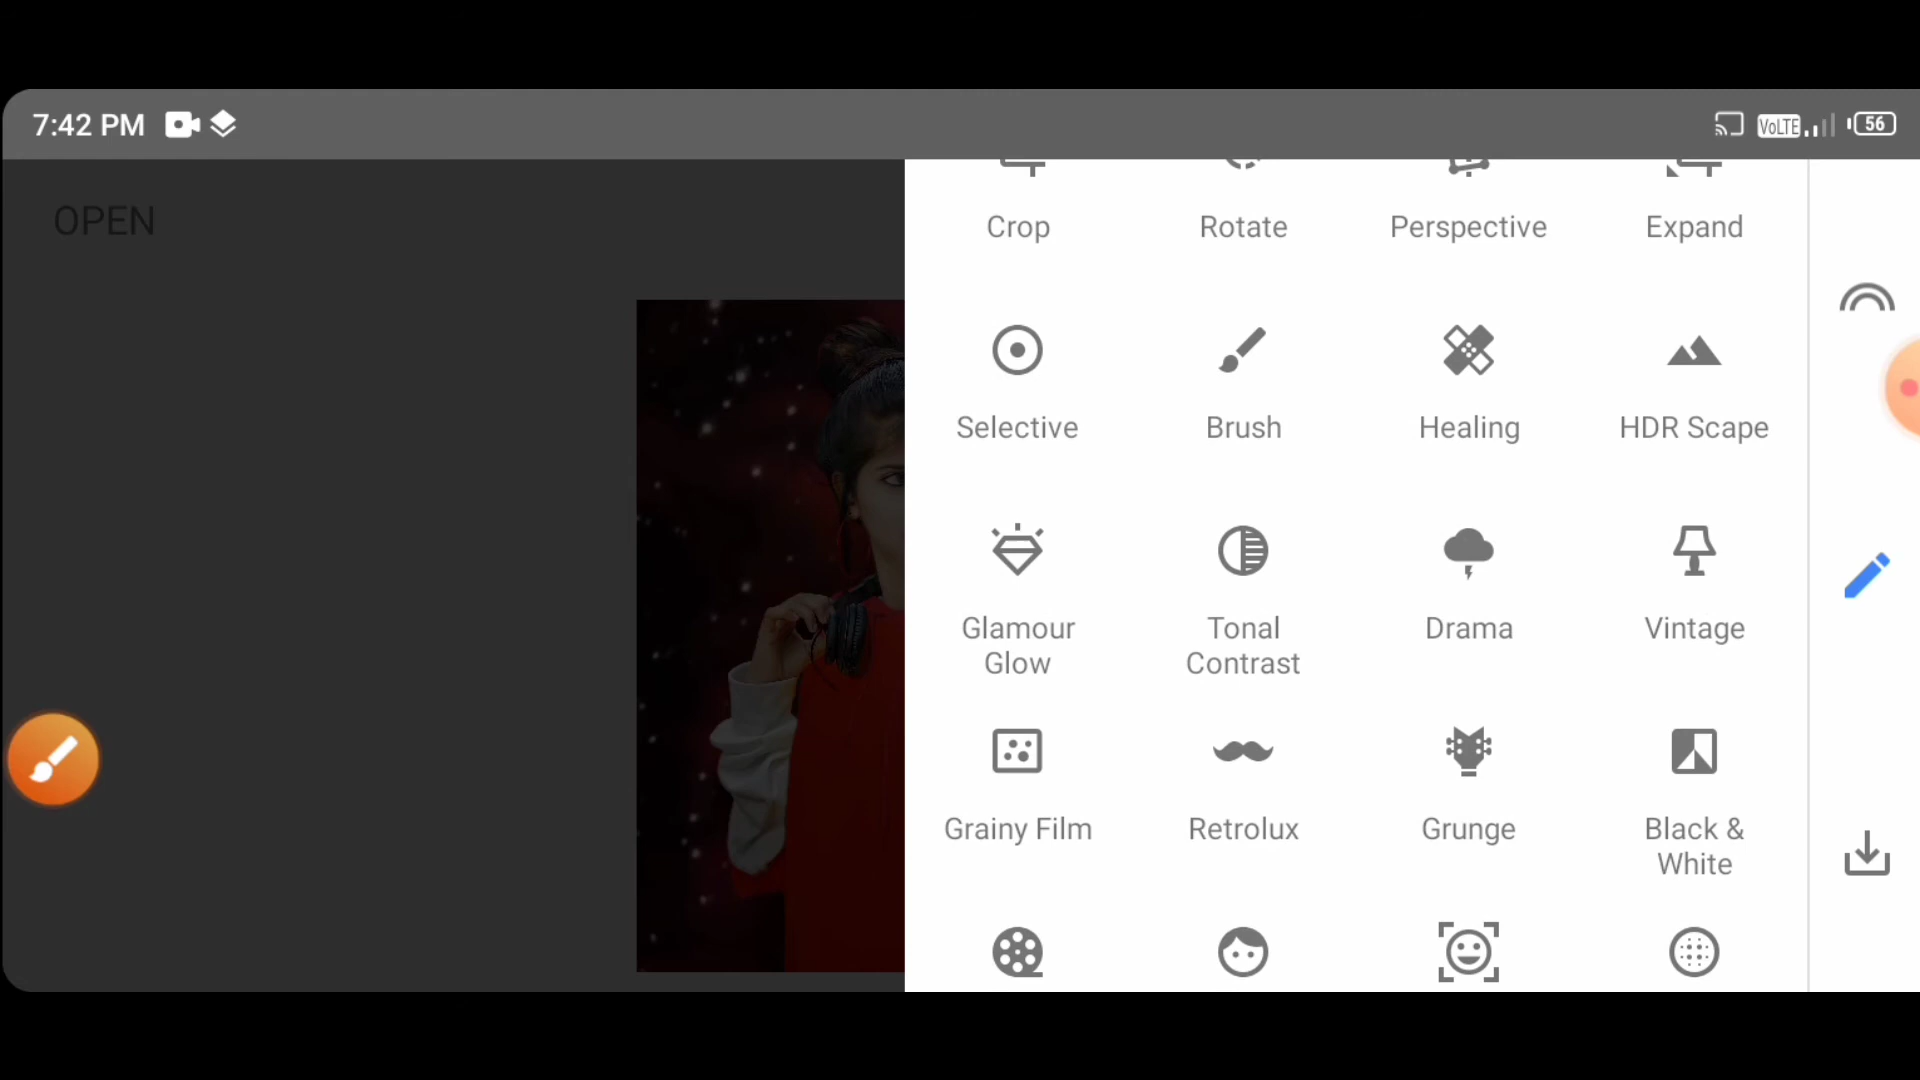 7:42 PM
VoLTE
56
OPEN
Crop
Rotate
Perspective
Expand
Selective
Brush
Healing
HDR Scape
Glamour
Glow
Tonal
Contrast
Drama
Vintage
Grainy Film
Retrolux
Grunge
Black &
White